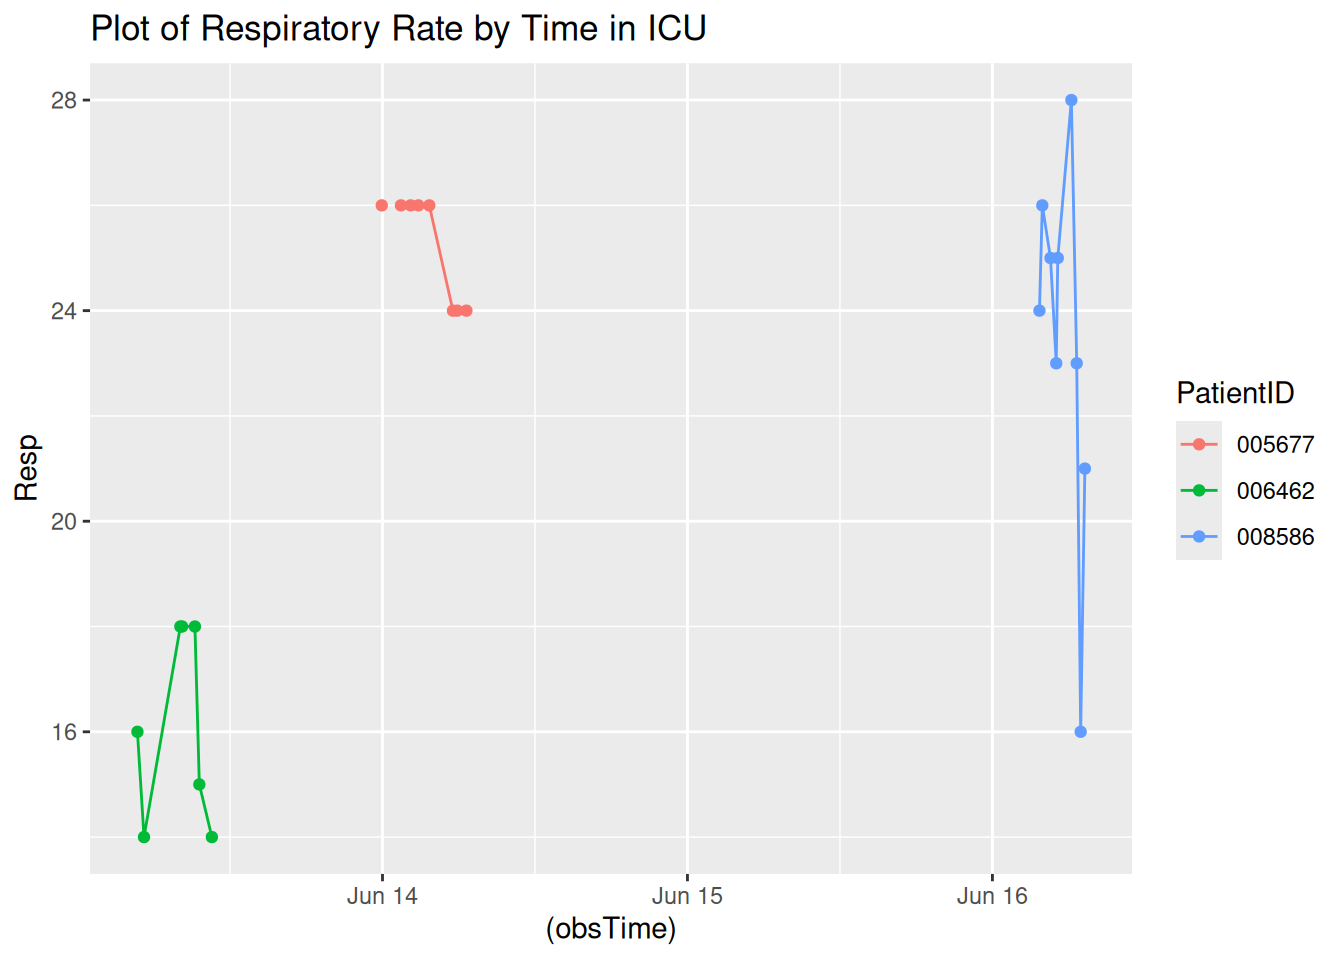 Plot of Respiratory Rate by Time in ICU
28
24
20
16
Resp
Jun 14
Jun 15
Jun 16
(obsTime)
PatientID
005677
006462
008586